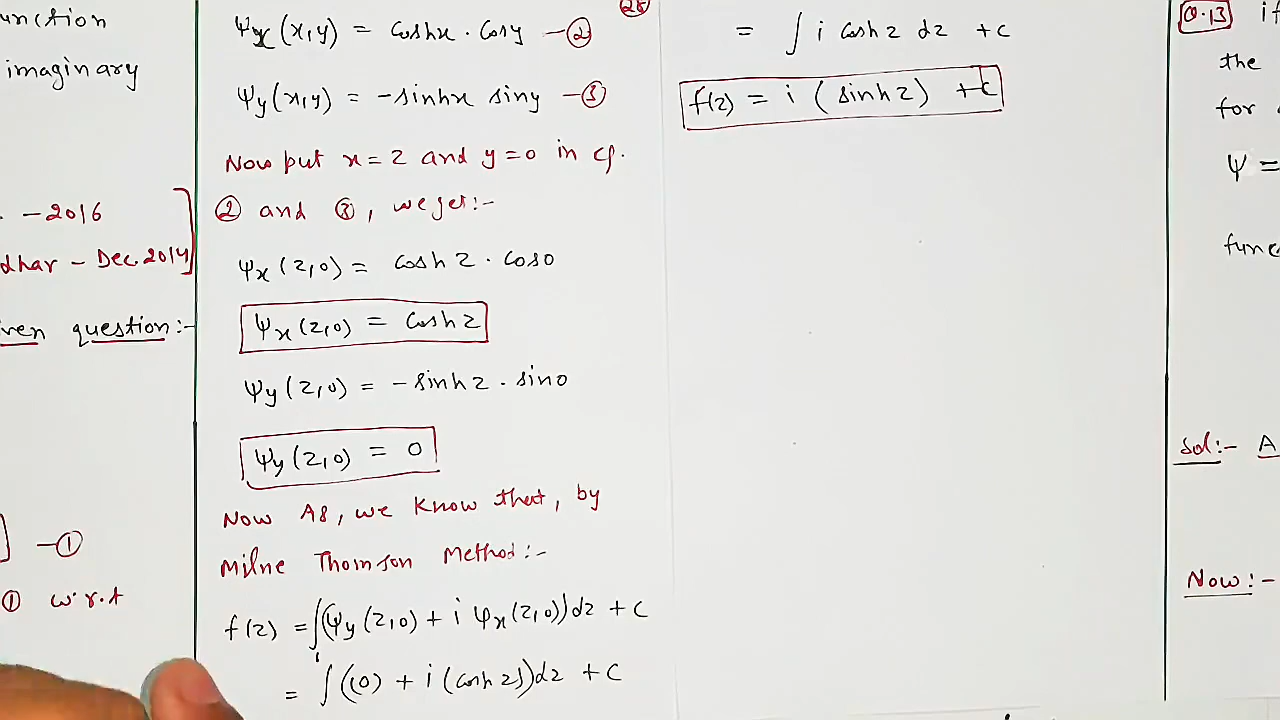 unction
imaginary
-2016
dhar - Dec. 2014]
iven question:-
] -①
① w.r.t
ψx(x,y) = coshx · cosy -②
ψy(x,y) = -sinhx siny -③
Now put x=z and y=0 in eq.
② and ③, we get:-
ψx(z,0) = coshz · cos0
ψx(z,0) = coshz
ψy(z,0) = -sinhz · sin0
ψy(z,0) = 0
Now As, we know that, by
Milne Thomson Method:-
f(z) = ∫(ψy(z,0) + i ψx(z,0))dz + c
= ∫((0) + i(coshz))dz + c
= ∫ i coshz dz + c
f(z) = i (sinhz) + c
Q.13 if
the
for
ψ =
func
Sol:- A
Now:-